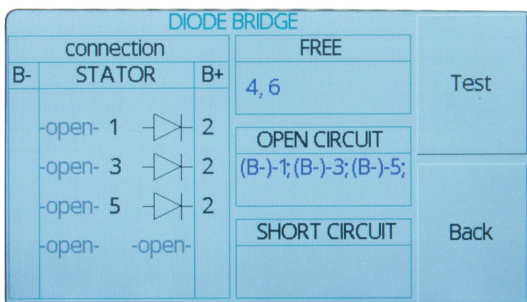 DIODE BRIDGE
connection
B- STATOR B+
-open- 1 2
-open- 3 2
-open- 5 2
-open- -open-
FREE
4, 6
OPEN CIRCUIT
(B-)-1; (B-)-3; (B-)-5;
SHORT CIRCUIT
Test
Back